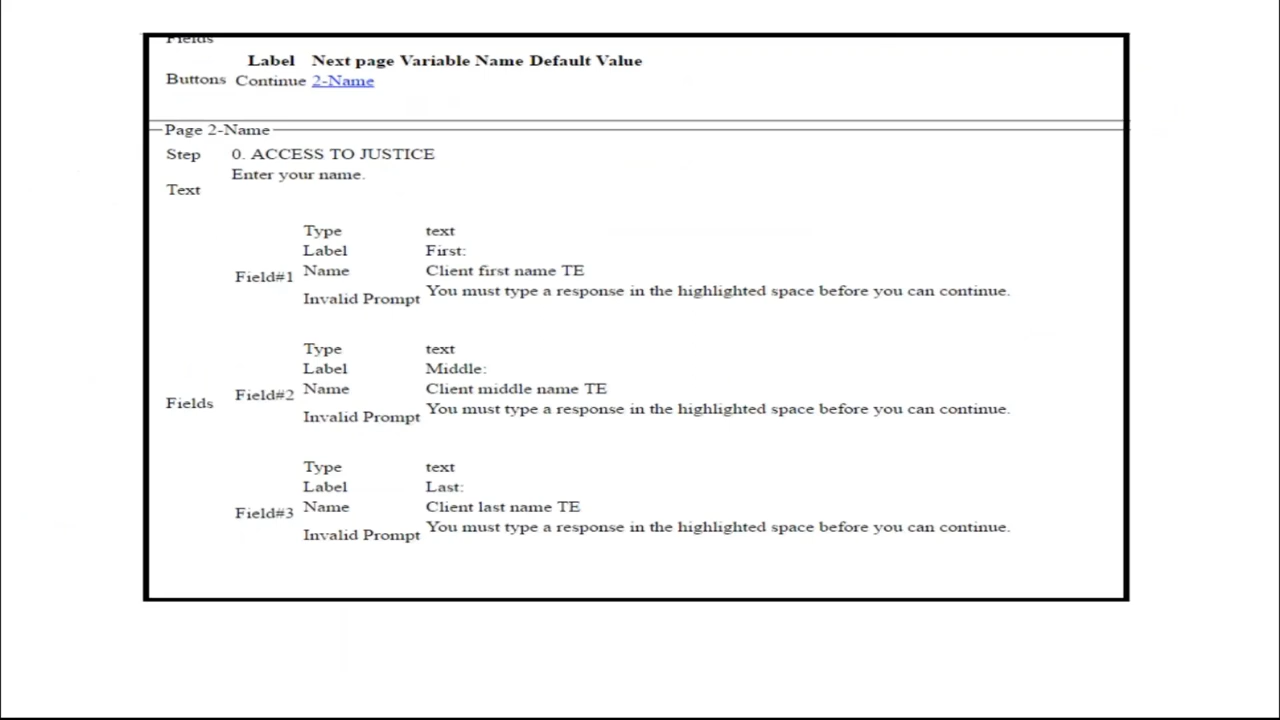 Fields
Label Next page Variable Name Default Value
Buttons Continue 2-Name
Page 2-Name
Step 0. ACCESS TO JUSTICE
Enter your name.
Text
Type text
Label First:
Field#1 Name Client first name TE
Invalid Prompt You must type a response in the highlighted space before you can continue.
Type text
Label Middle:
Field#2 Name Client middle name TE
Fields
Invalid Prompt You must type a response in the highlighted space before you can continue.
Type text
Label Last:
Field#3 Name Client last name TE
Invalid Prompt You must type a response in the highlighted space before you can continue.